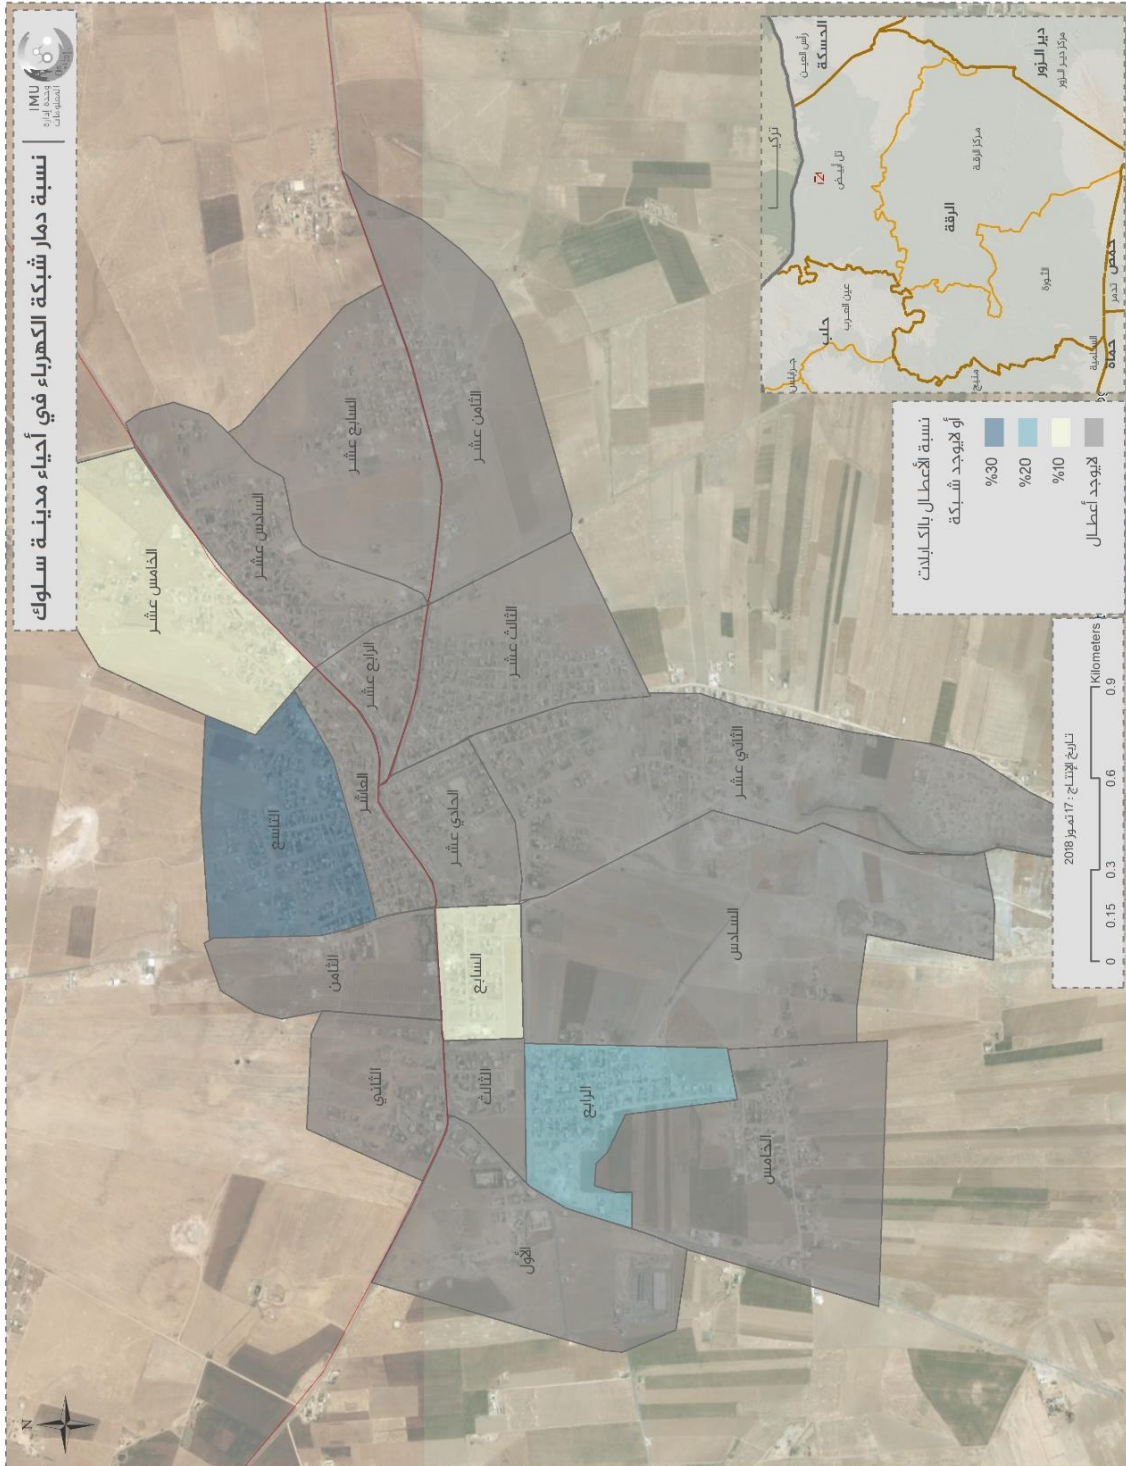 نسبة دمار شبكة الكهرباء في أحياء مدينة سلوك
IMU
وحدة إدارة
المعلومات
الحسكة
رأس العين
دير الزور
مركز دير الزور
تركيا
تل أبيض
مركز الرقة
الرقة
عين العرب
حلب
جرابلس
منبج
الثورة
حمص
تدمر
السلمية
حماة
نسبة الأعطال بالكابلات
أو لايوجد شبكة
%30
%20
%10
لايوجد أعطال
تاريخ الإنتاج : 17 تموز 2018
0 0.15 0.3 0.6 0.9
Kilometers
N
الخامس عشر
السادس عشر
السابع عشر
الثامن عشر
الرابع عشر
الثالث عشر
التاسع
العاشر
الحادي عشر
الثاني عشر
الثامن
السابع
السادس
الثاني
الثالث
الرابع
الخامس
الأول